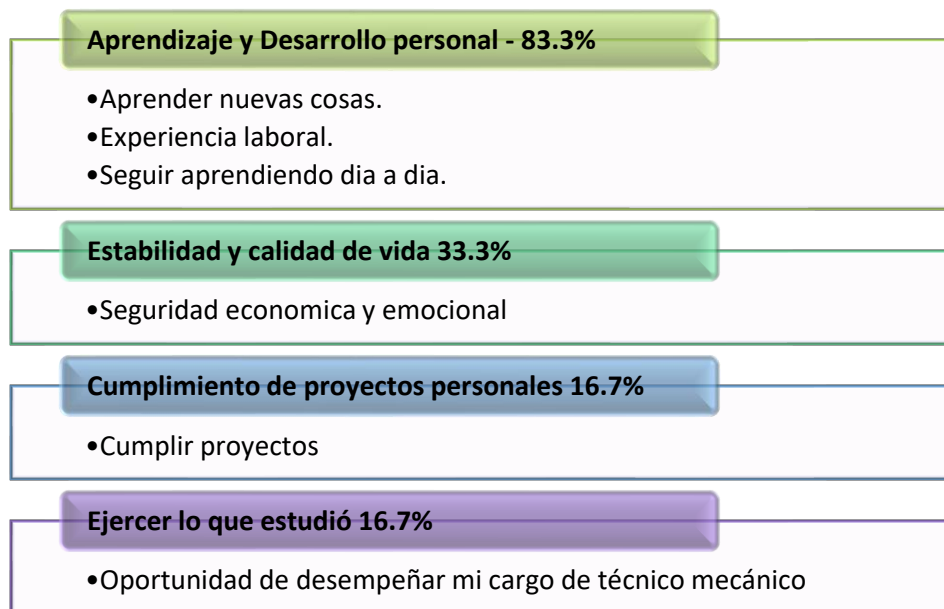 Aprendizaje y Desarrollo personal - 83.3%
•Aprender nuevas cosas.
•Experiencia laboral.
•Seguir aprendiendo dia a dia.
Estabilidad y calidad de vida 33.3%
•Seguridad economica y emocional
Cumplimiento de proyectos personales 16.7%
•Cumplir proyectos
Ejercer lo que estudió 16.7%
•Oportunidad de desempeñar mi cargo de técnico mecánico